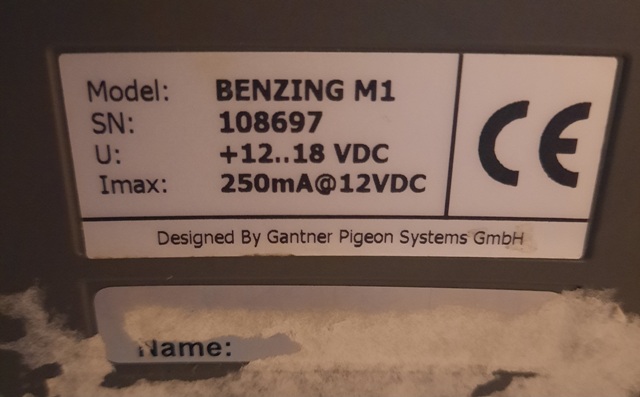 Model: BENZING M1
SN: 108697
U: +12..18 VDC
Imax: 250mA@12VDC
CE
Designed By Gantner Pigeon Systems GmbH
Name: